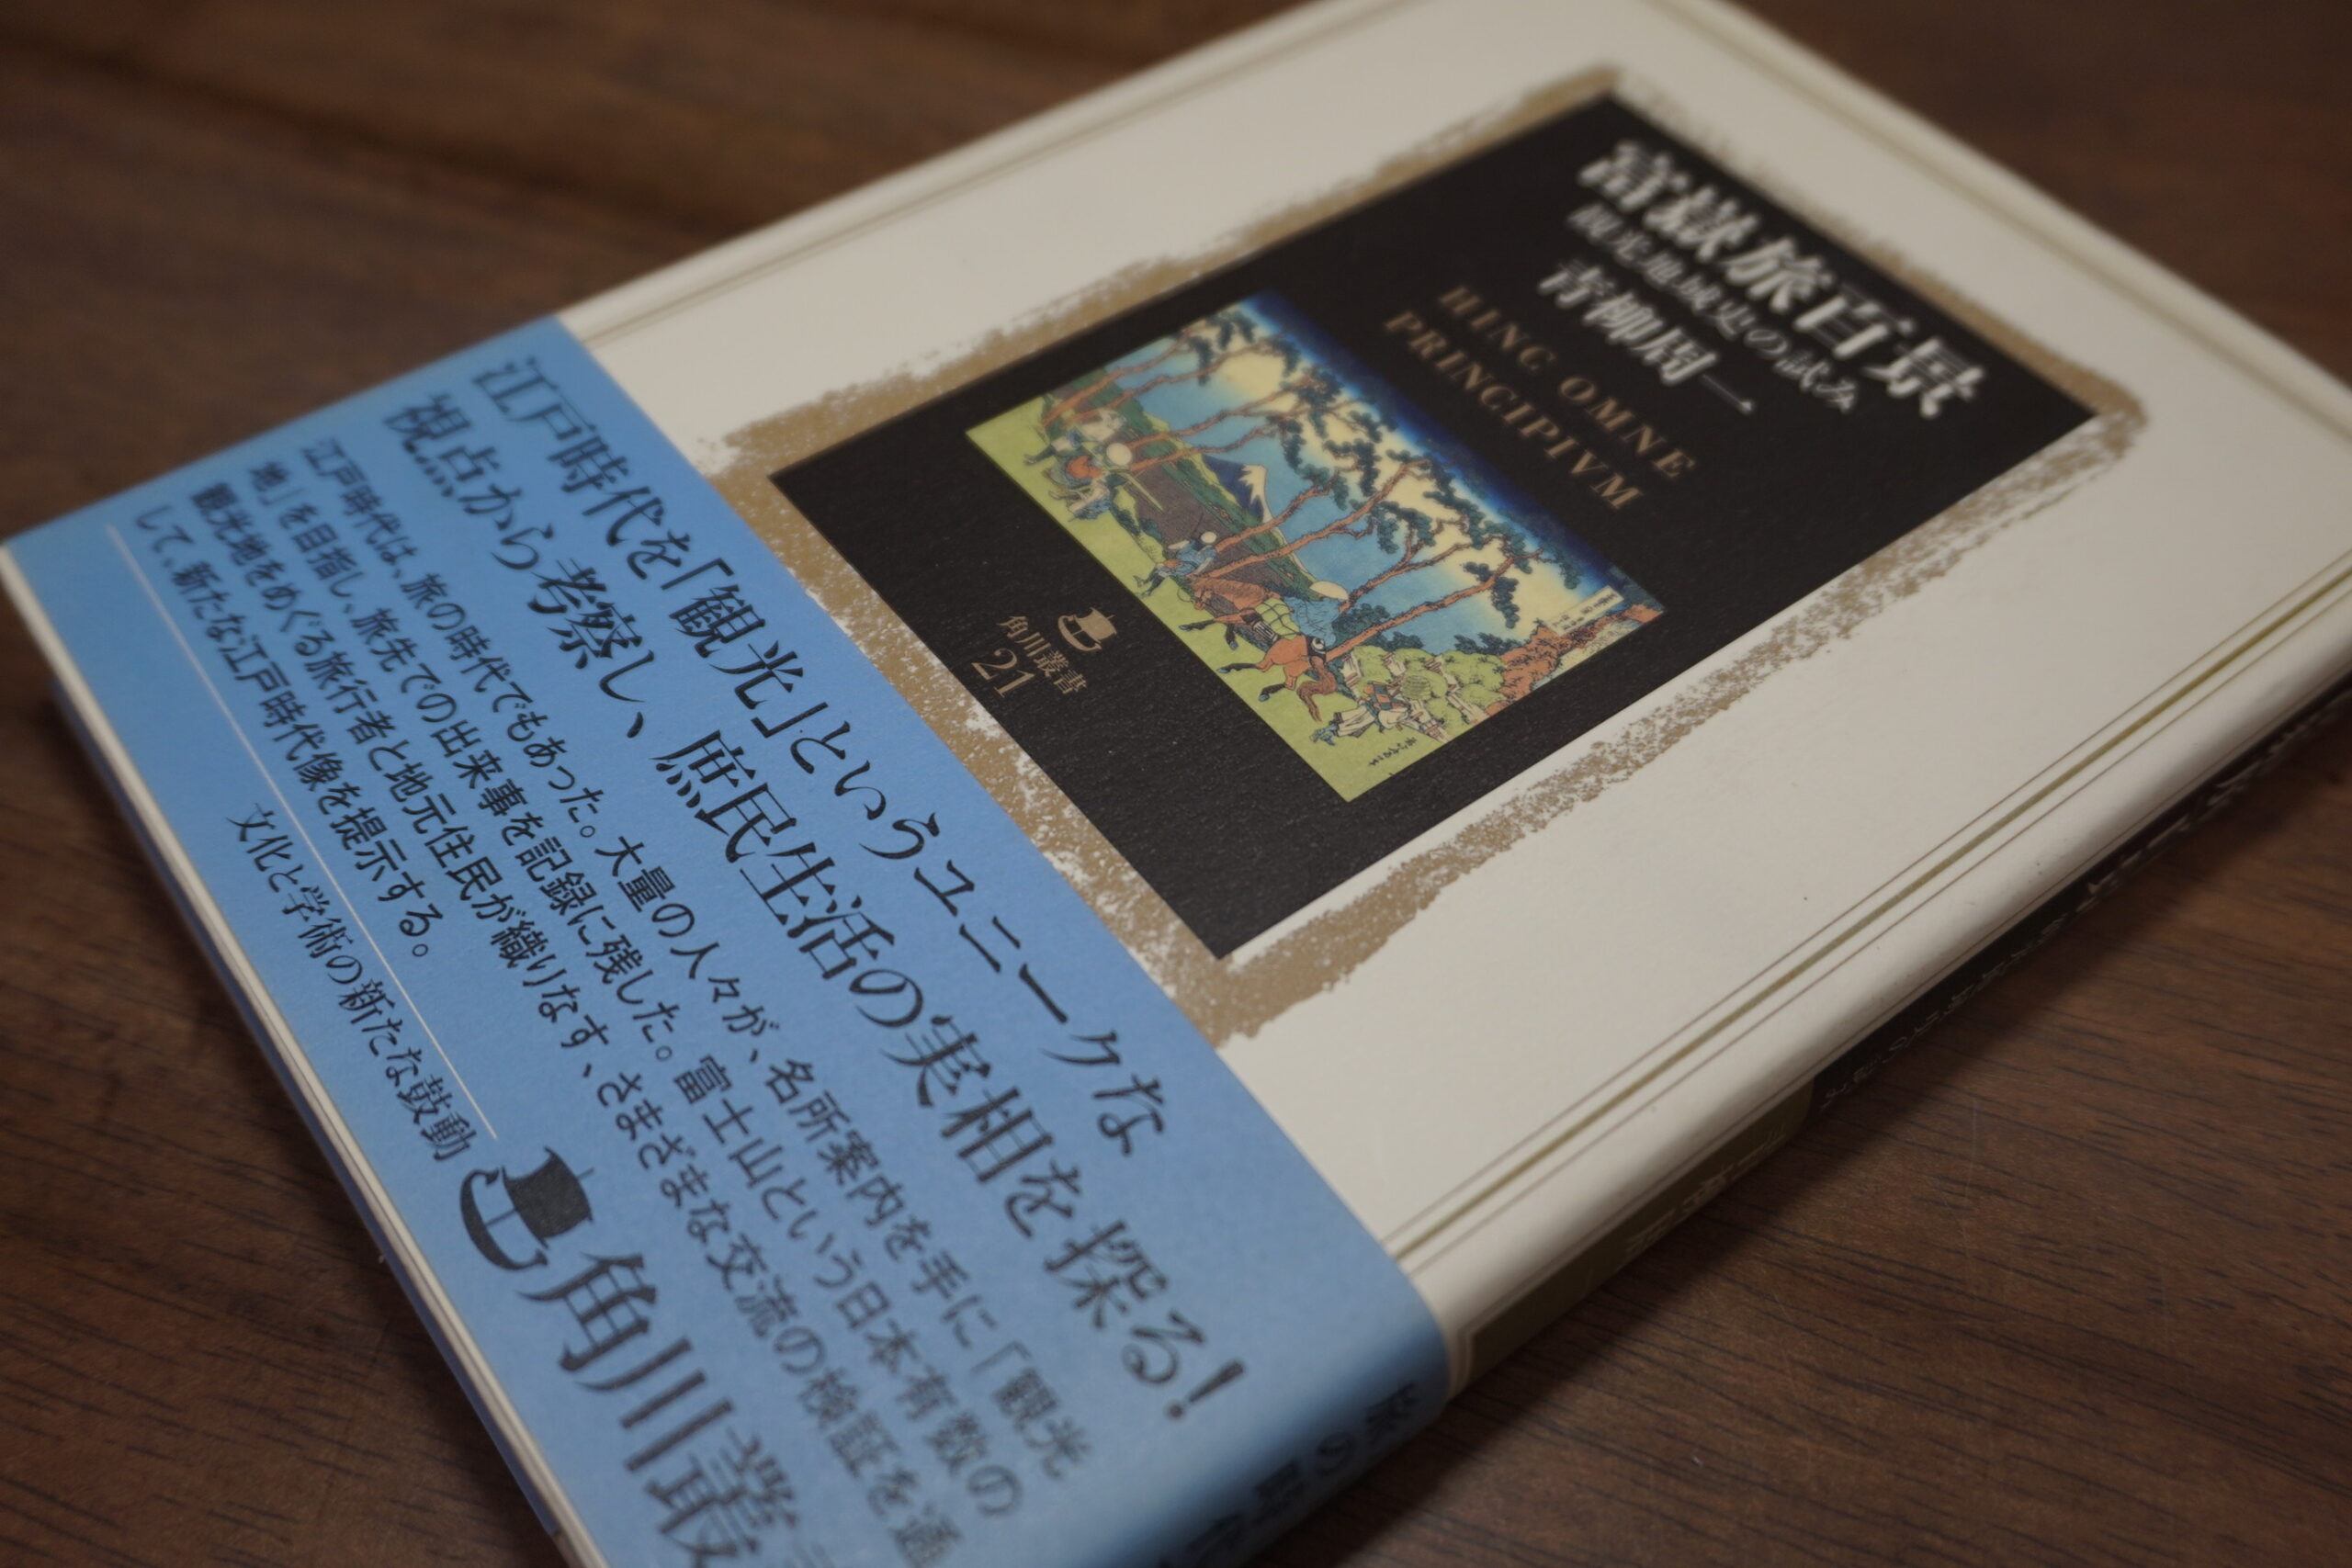 富嶽旅百景
観光地域史の試み
青柳周一
HINC OMNE
PRINCIPIVM
角川叢書
21
江戸時代を「観光」というユニークな
視点から考察し、庶民生活の実相を探る!
江戸時代は、旅の時代でもあった。大量の人々が、名所案内を手に「観光
地」を目指し、旅先での出来事を記録に残した。富士山という日本有数の
観光地をめぐる旅行者と地元住民が織りなす、さまざまな交流の検証を通
して、新たな江戸時代像を提示する。
文化と学術の新たな鼓動
角川叢